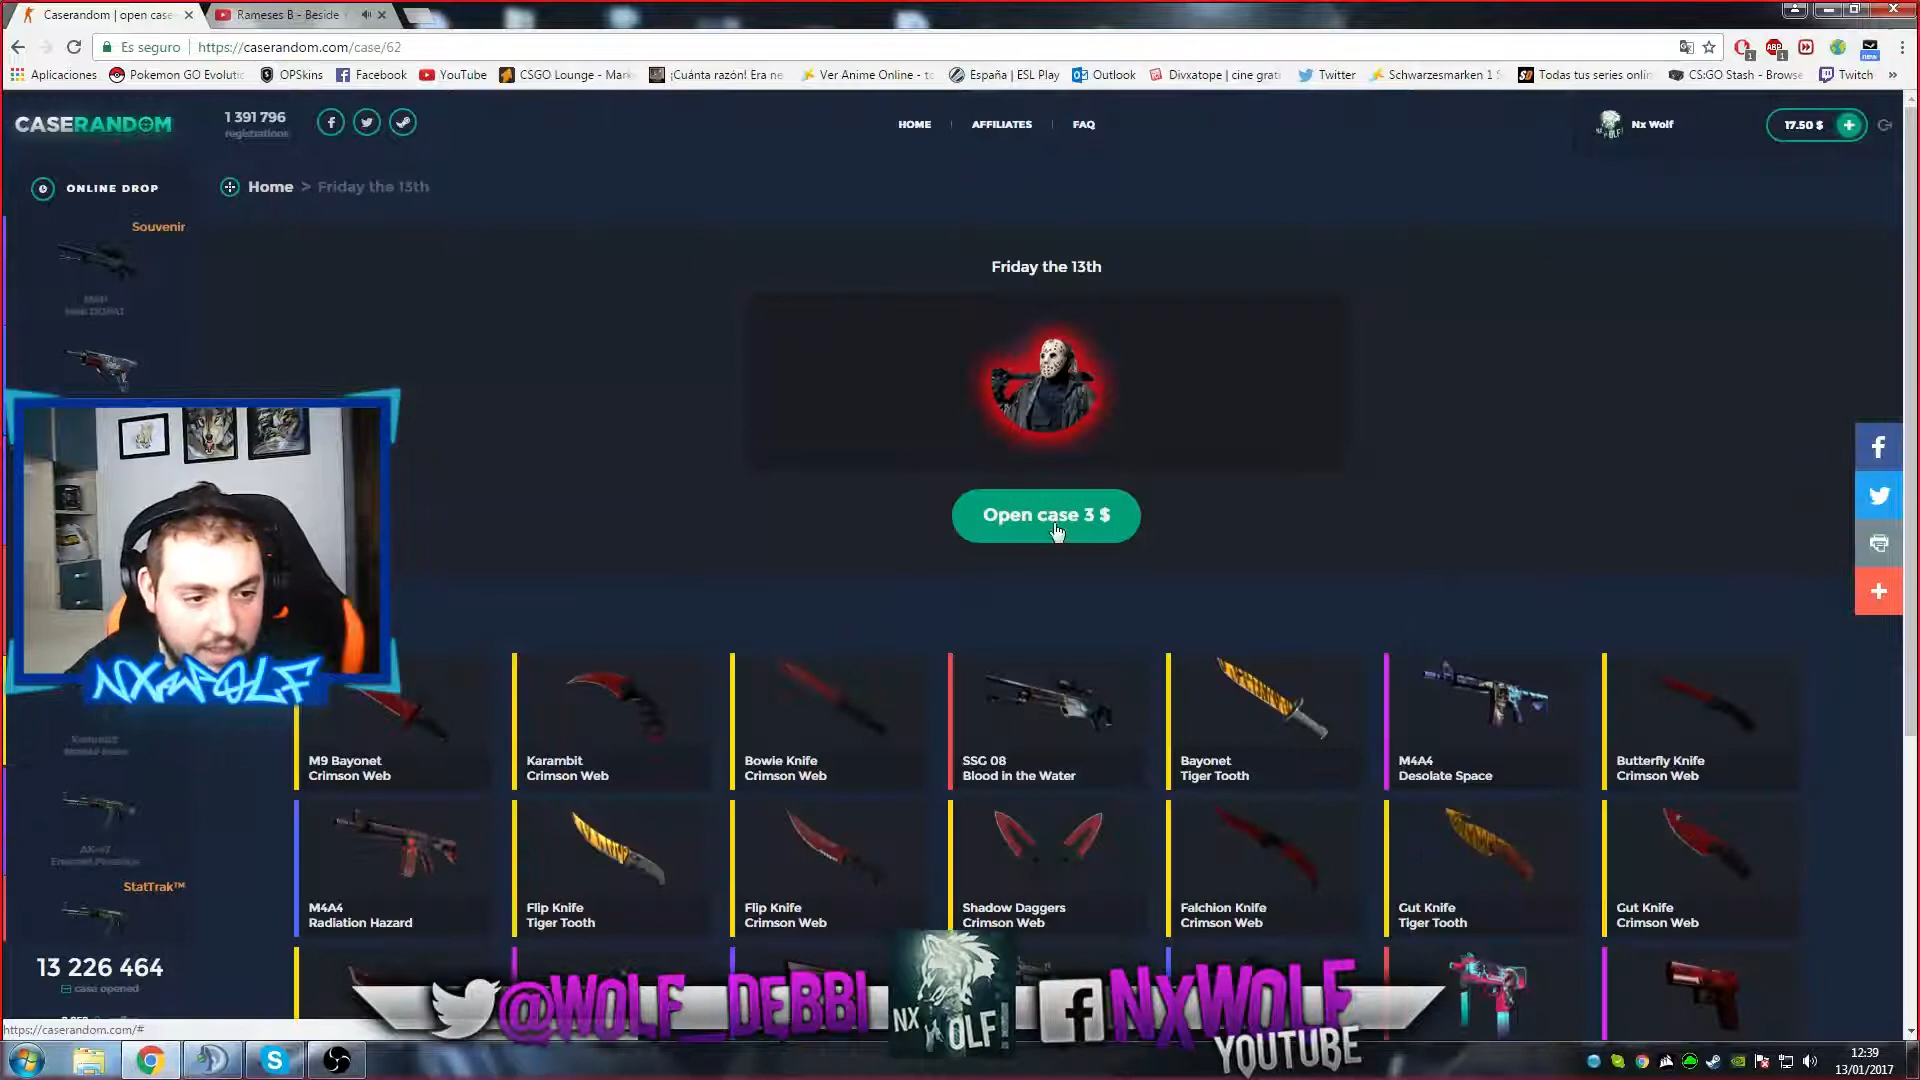 Caserandom | open case
Rameses B - Beside
Es seguro
https://caserandom.com/case/62
Aplicaciones
Pokemon GO Evoluti
OPSkins
Facebook
YouTube
CSGO Lounge - Mark
¡Cuánta razón! Era ne
Ver Anime Online - to
España | ESL Play
Outlook
Divxatope | cine grati
Twitter
Schwarzesmarken 1 S
Todas tus series onlin
CS:GO Stash - Browse
Twitch
»
CASERANDOM
1 391 796
registrations
HOME
AFFILIATES
FAQ
Nx Wolf
17.50 $
ONLINE DROP
Home > Friday the 13th
Souvenir
Friday the 13th
Open case 3 $
NXWOLF
M9 Bayonet
Crimson Web
Karambit
Crimson Web
Bowie Knife
Crimson Web
SSG 08
Blood in the Water
Bayonet
Tiger Tooth
M4A4
Desolate Space
Butterfly Knife
Crimson Web
AK-47
StatTrak™
M4A4
Radiation Hazard
Flip Knife
Tiger Tooth
Flip Knife
Crimson Web
Shadow Daggers
Crimson Web
Falchion Knife
Crimson Web
Gut Knife
Tiger Tooth
Gut Knife
Crimson Web
13 226 464
case opened
@WOLF_DEBBI
NX WOLF
NXWOLF
YOUTUBE
https://caserandom.com/#
12:39
13/01/2017